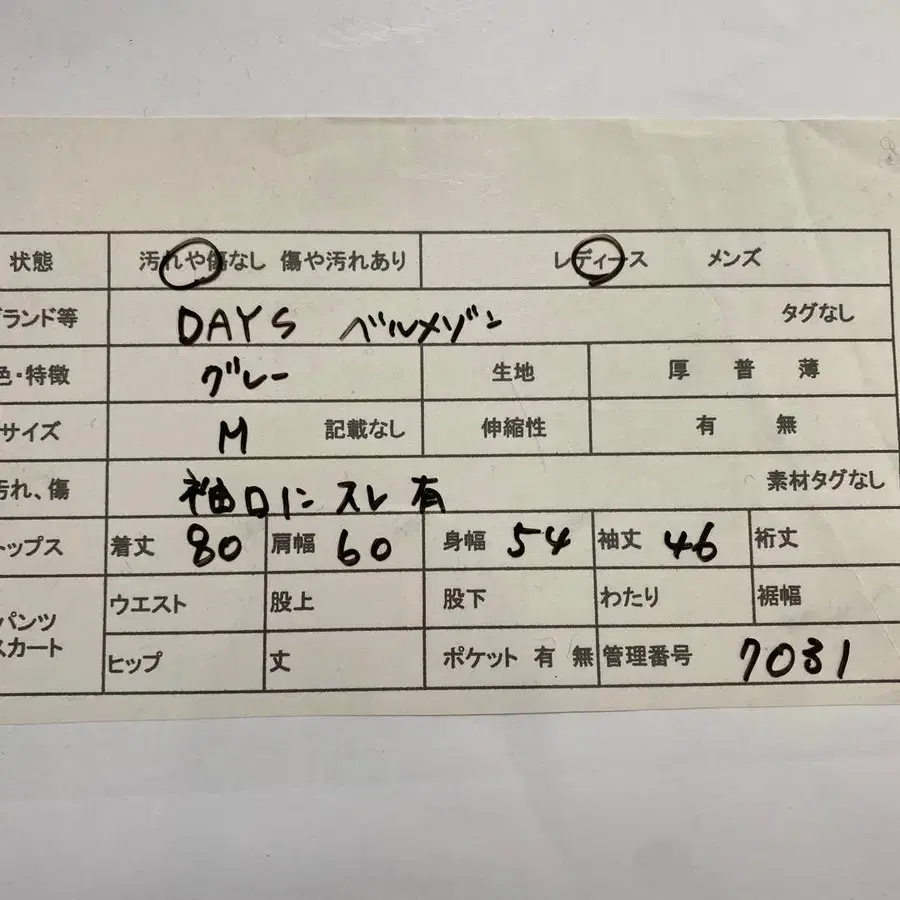 状態 汚れや傷なし 傷や汚れあり レディース メンズ
ランド等 DAYS ベルメゾン タグなし
色・特徴 グレー 生地 厚 普 薄
サイズ M 記載なし 伸縮性 有 無
汚れ、傷 袖口にスレ有 素材タグなし
トップス 着丈 80 肩幅 60 身幅 54 袖丈 46 裄丈
パンツ ウエスト 股上 股下 わたり 裾幅
スカート ヒップ 丈 ポケット 有 無 管理番号 7031